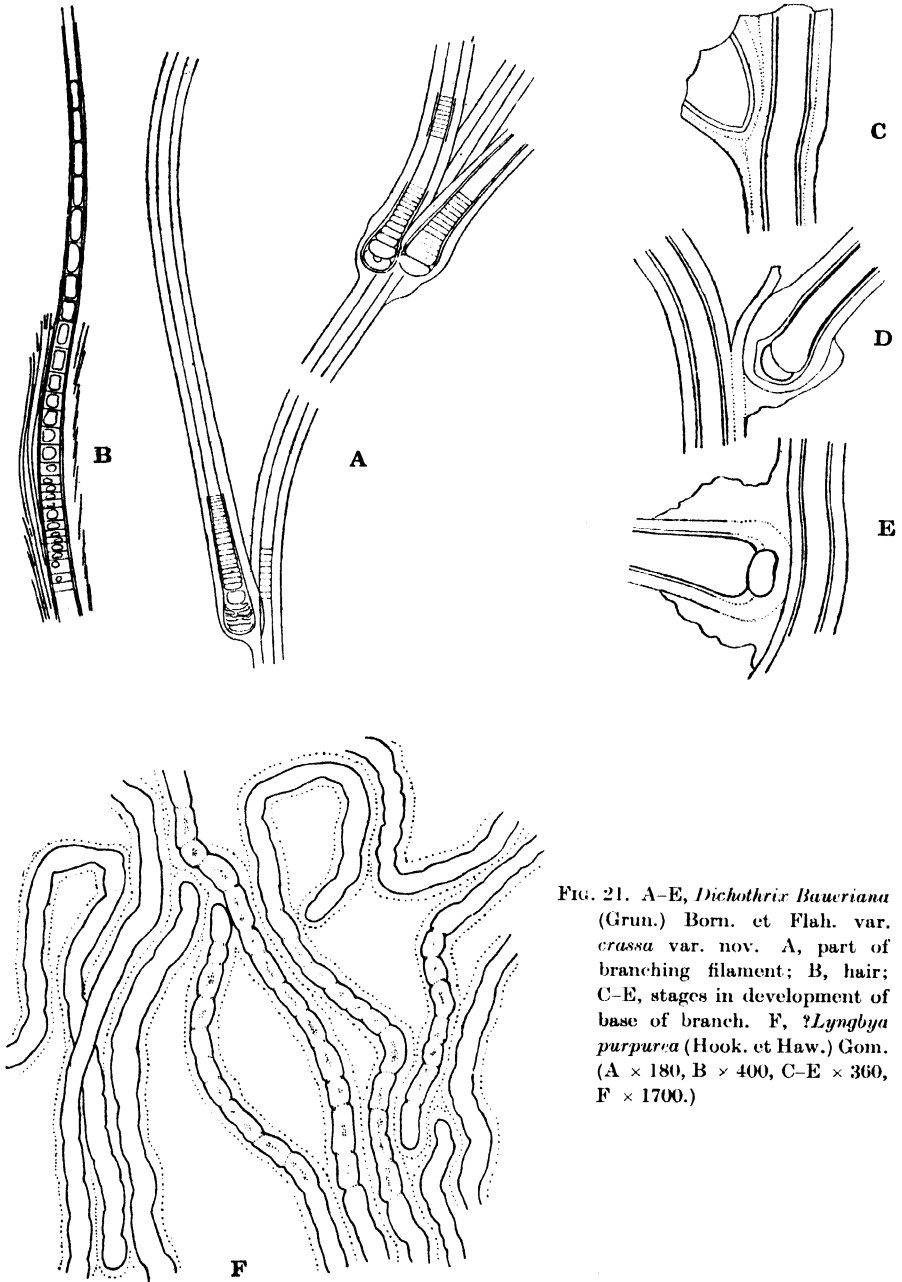 C
D
B
A
E
F
Fig. 21. A–E, Dichothrix Baueriana
(Grun.) Born. et Flah. var.
crassa var. nov. A, part of
branching filament; B, hair;
C–E, stages in development of
base of branch. F, ?Lyngbya
purpurea (Hook. et Haw.) Gom.
(A × 180, B × 400, C–E × 360,
F × 1700.)